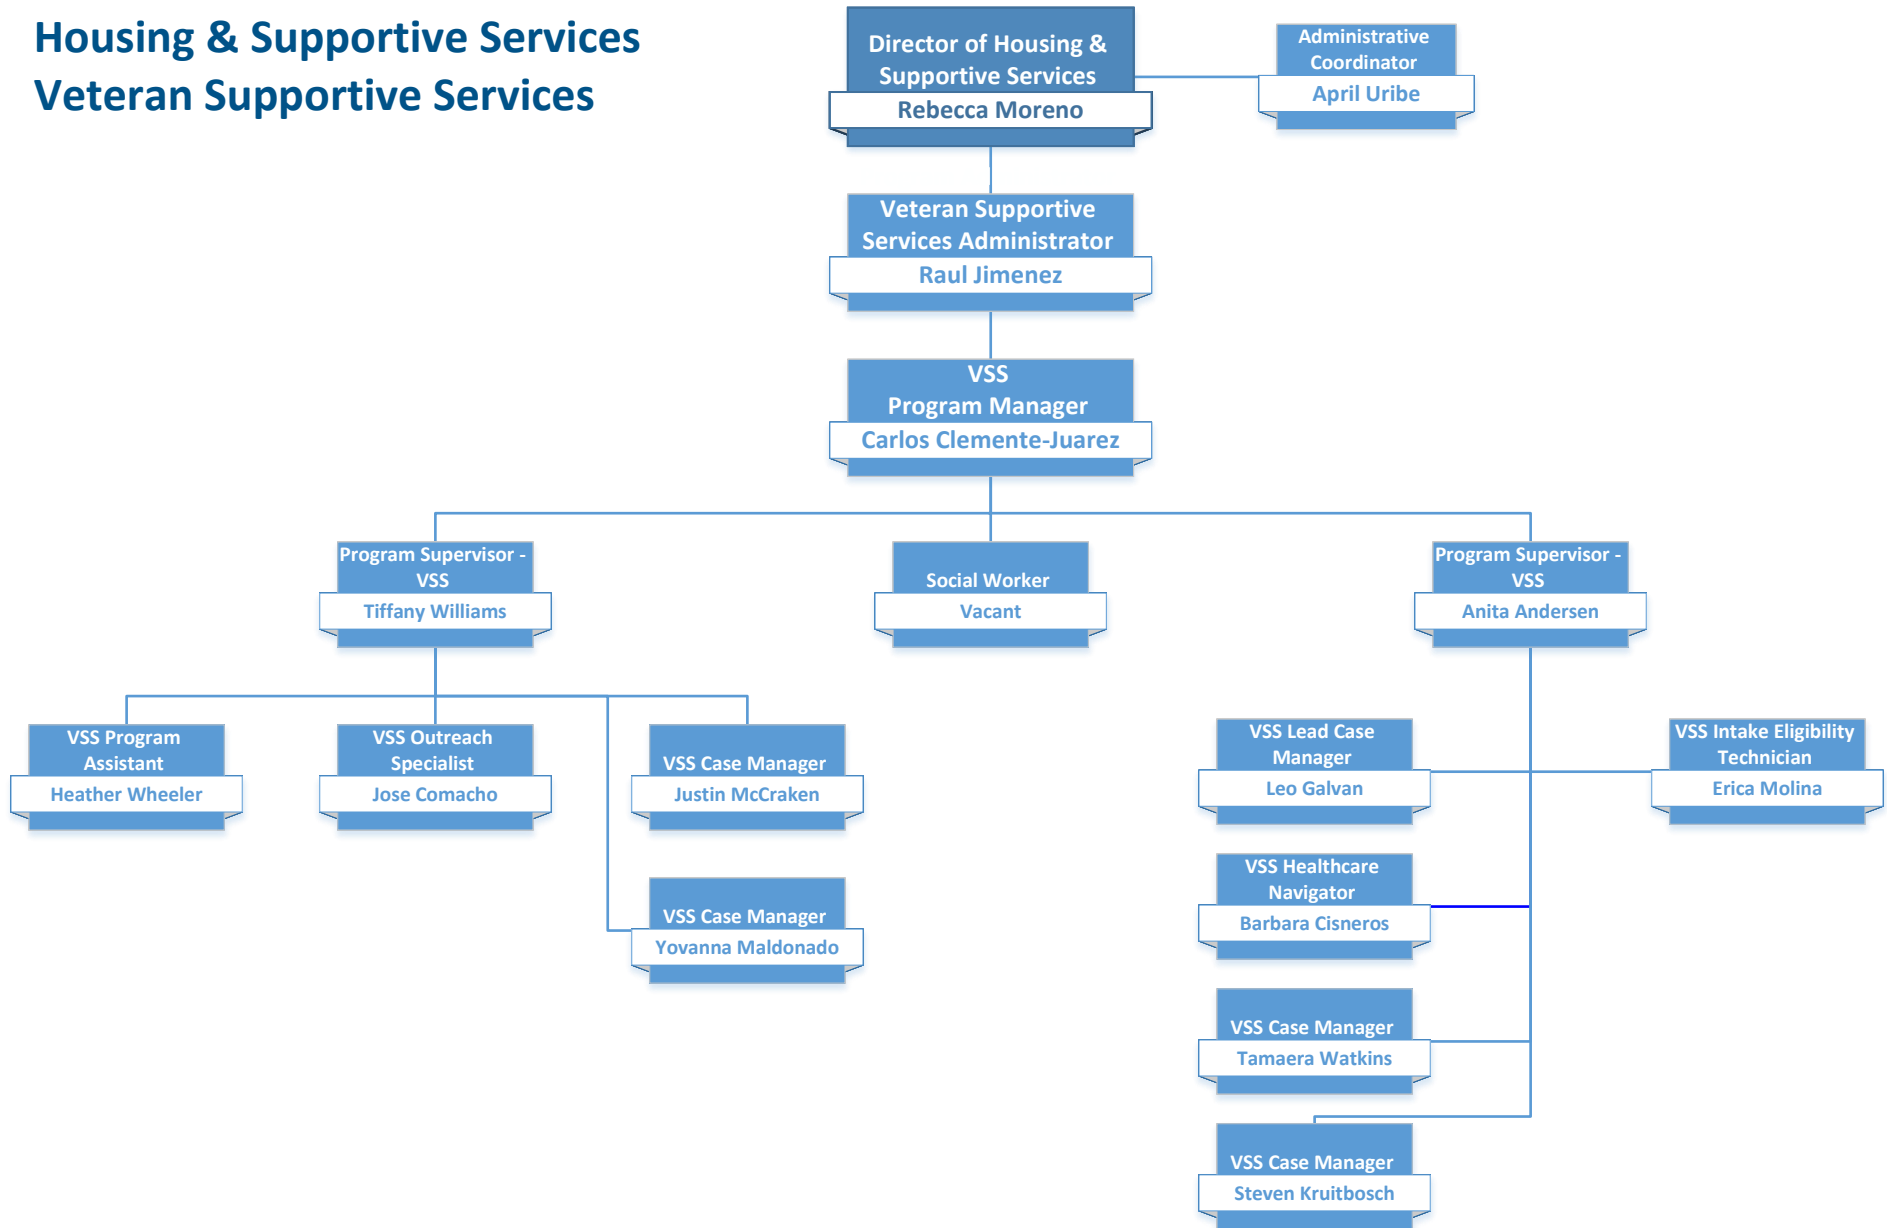 Housing & Supportive Services
Veteran Supportive Services
Director of Housing &
Supportive Services
Rebecca Moreno
Administrative
Coordinator
April Uribe
Veteran Supportive
Services Administrator
Raul Jimenez
VSS
Program Manager
Carlos Clemente-Juarez
Program Supervisor -
VSS
Tiffany Williams
Social Worker
Vacant
Program Supervisor -
VSS
Anita Andersen
VSS Program
Assistant
Heather Wheeler
VSS Outreach
Specialist
Jose Comacho
VSS Case Manager
Justin McCraken
VSS Case Manager
Yovanna Maldonado
VSS Lead Case
Manager
Leo Galvan
VSS Intake Eligibility
Technician
Erica Molina
VSS Healthcare
Navigator
Barbara Cisneros
VSS Case Manager
Tamaera Watkins
VSS Case Manager
Steven Kruitbosch